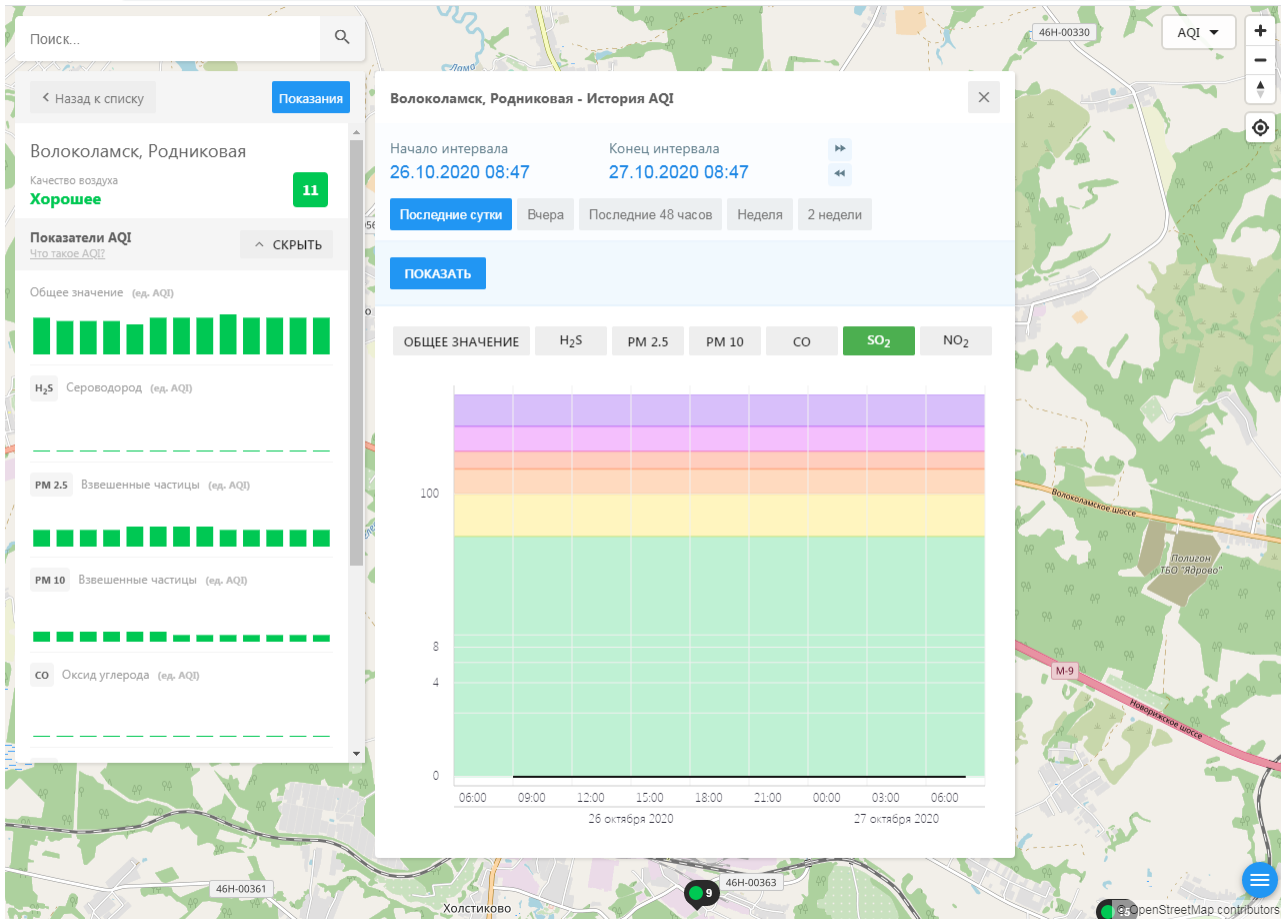 Поиск...
46Н-00330
AQI
Назад к списку
Показания
Волоколамск, Родниковая
Качество воздуха
Хорошее
11
Показатели AQI
Что такое AQI?
СКРЫТЬ
Общее значение (ед. AQI)
H2S Сероводород (ед. AQI)
PM 2.5 Взвешенные частицы (ед. AQI)
PM 10 Взвешенные частицы (ед. AQI)
CO Оксид углерода (ед. AQI)
Волоколамск, Родниковая - История AQI
Начало интервала
26.10.2020 08:47
Конец интервала
27.10.2020 08:47
Последние сутки
Вчера
Последние 48 часов
Неделя
2 недели
ПОКАЗАТЬ
ОБЩЕЕ ЗНАЧЕНИЕ
H2S
PM 2.5
PM 10
CO
SO2
NO2
100
8
4
0
06:00 09:00 12:00 15:00 18:00 21:00 00:00 03:00 06:00
26 октября 2020 27 октября 2020
Лама
Волоколамское шоссе
Полигон
ТБО "Ядрово"
М-9
Новорижское шоссе
46Н-00361
46Н-00363
9
Холстиково
© OpenStreetMap contributors